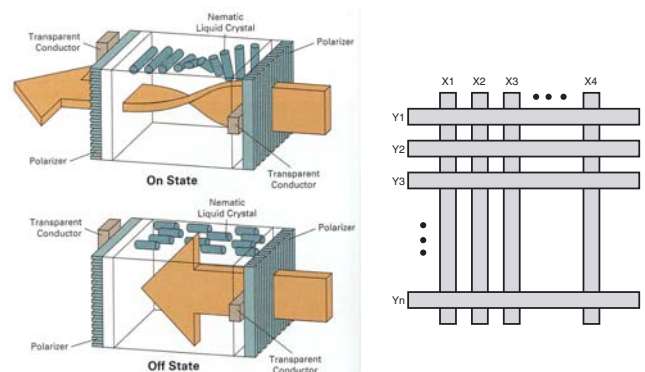 Nematic
Liquid Crystal
Transparent
Conductor
Polarizer
Polarizer
Transparent
Conductor
On State
Nematic
Liquid Crystal
Transparent
Conductor
Polarizer
Polarizer
Transparent
Conductor
Off State
X1 X2 X3 X4
Y1
Y2
Y3
Yn